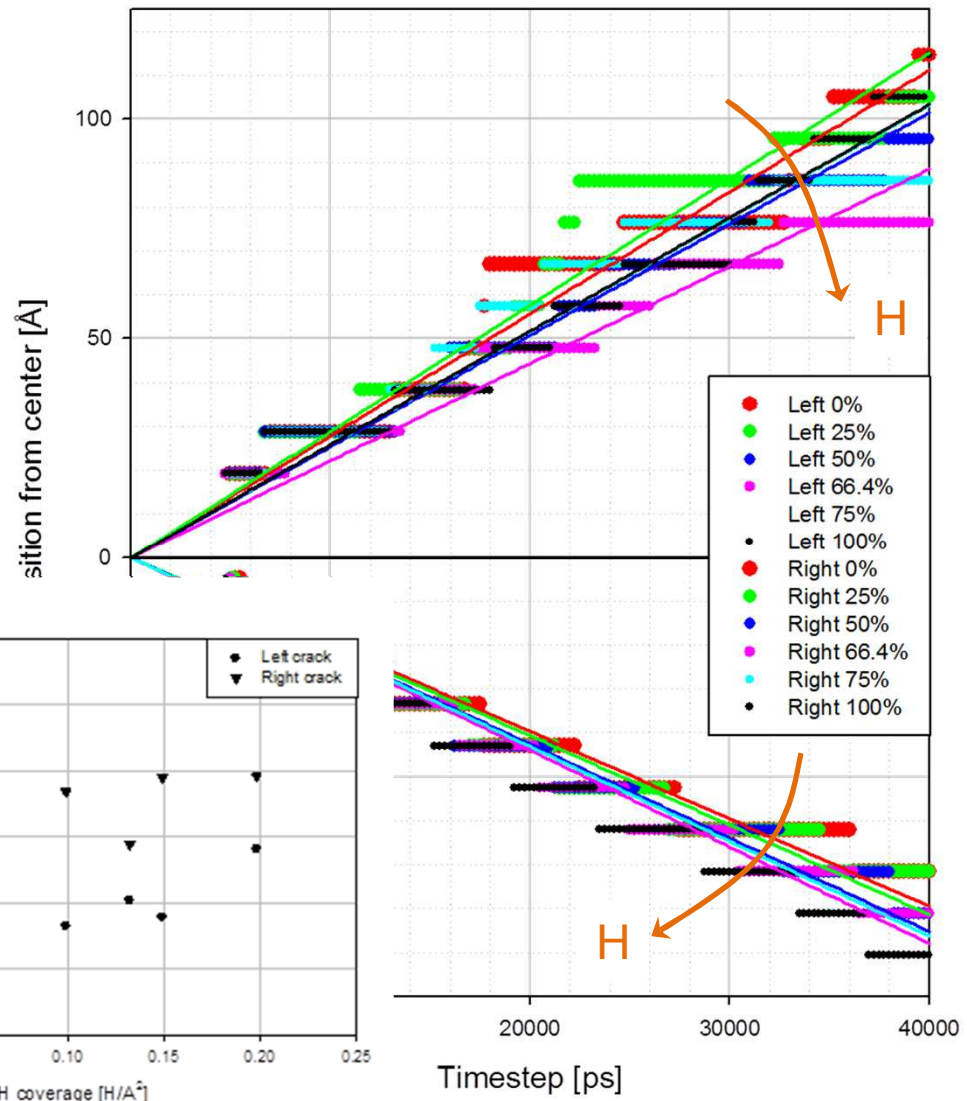 100
50
0
sition from center [Å]
H
Left 0%
Left 25%
Left 50%
Left 66.4%
Left 75%
Left 100%
Right 0%
Right 25%
Right 50%
Right 66.4%
Right 75%
Right 100%
Left crack
Right crack
H
0.10 0.15 0.20 0.25
H coverage [H/A²]
20000 30000 40000
Timestep [ps]